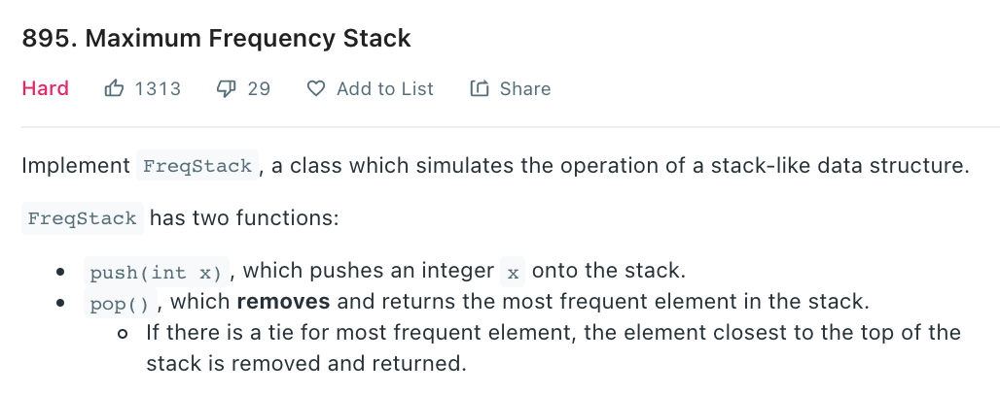 895. Maximum Frequency Stack
Hard 1313 29 Add to List Share
Implement FreqStack, a class which simulates the operation of a stack-like data structure.
FreqStack has two functions:
• push(int x), which pushes an integer x onto the stack.
• pop(), which removes and returns the most frequent element in the stack.
o If there is a tie for most frequent element, the element closest to the top of the
stack is removed and returned.